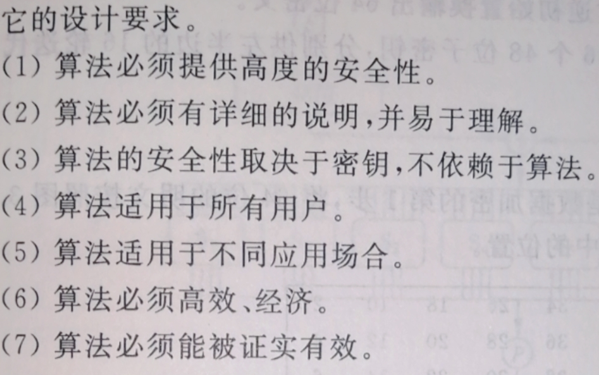 它的设计要求。
(1) 算法必须提供高度的安全性。
(2) 算法必须有详细的说明,并易于理解。
(3) 算法的安全性取决于密钥,不依赖于算法。
(4) 算法适用于所有用户。
(5) 算法适用于不同应用场合。
(6) 算法必须高效、经济。
(7) 算法必须能被证实有效。